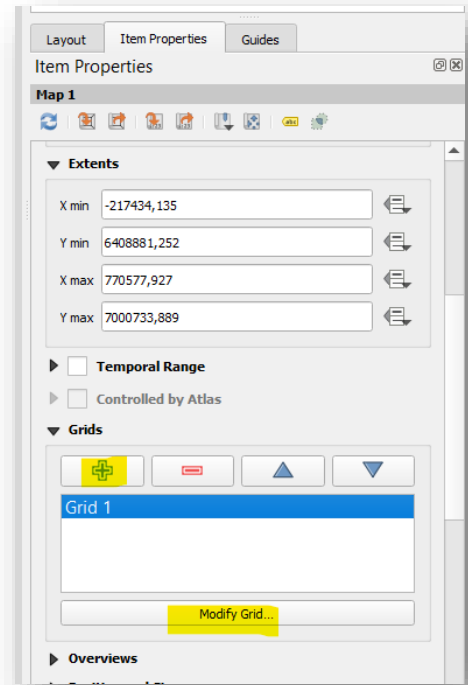 Layout Item Properties Guides
Item Properties
Map 1
Extents
X min -217434,135
Y min 6408881,252
X max 770577,927
Y max 7000733,889
Temporal Range
Controlled by Atlas
Grids
Grid 1
Modify Grid...
Overviews